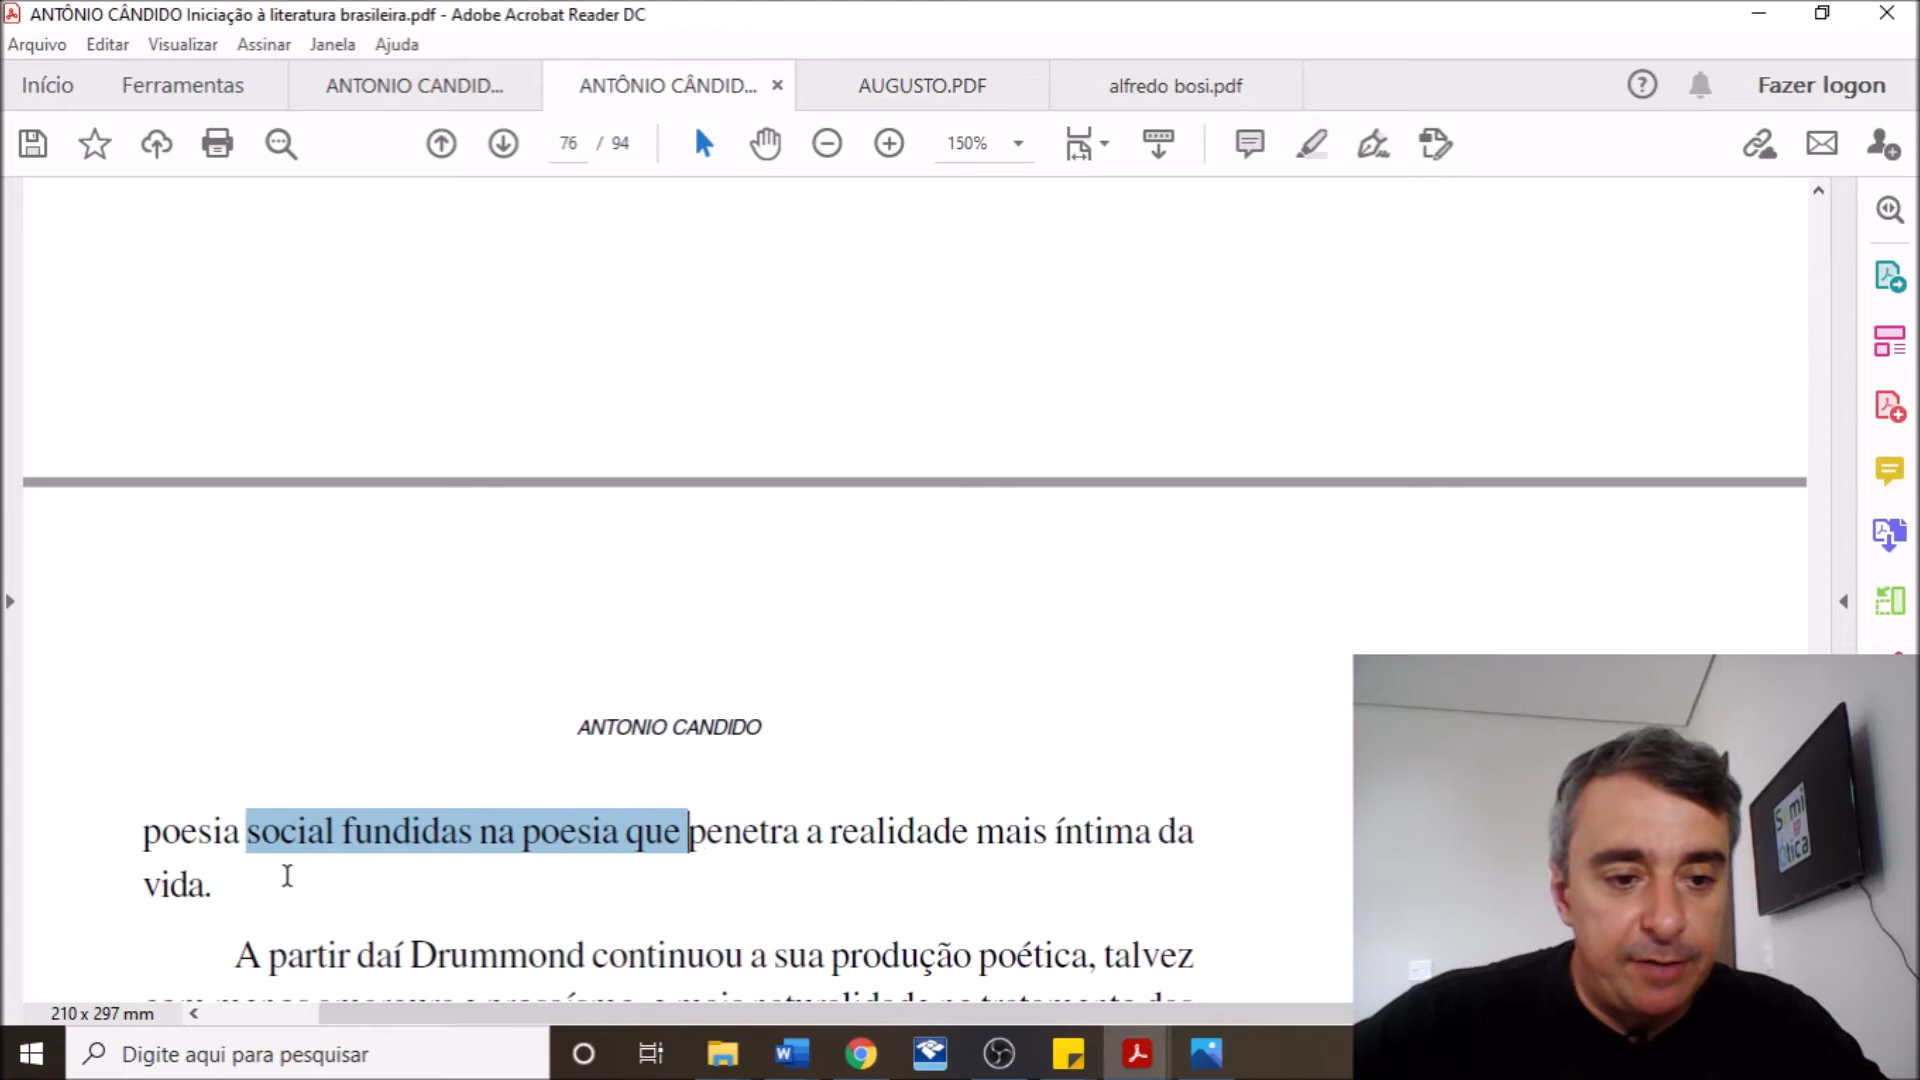 ANTÔNIO CÂNDIDO Iniciação à literatura brasileira.pdf - Adobe Acrobat Reader DC
Arquivo Editar Visualizar Assinar Janela Ajuda
Início Ferramentas ANTONIO CANDID... ANTÔNIO CÂNDID... AUGUSTO.PDF alfredo bosi.pdf Fazer logon
76 / 94 150%
ANTONIO CANDIDO
poesia social fundidas na poesia que penetra a realidade mais íntima da
vida.
A partir daí Drummond continuou a sua produção poética, talvez
210 x 297 mm
Digite aqui para pesquisar